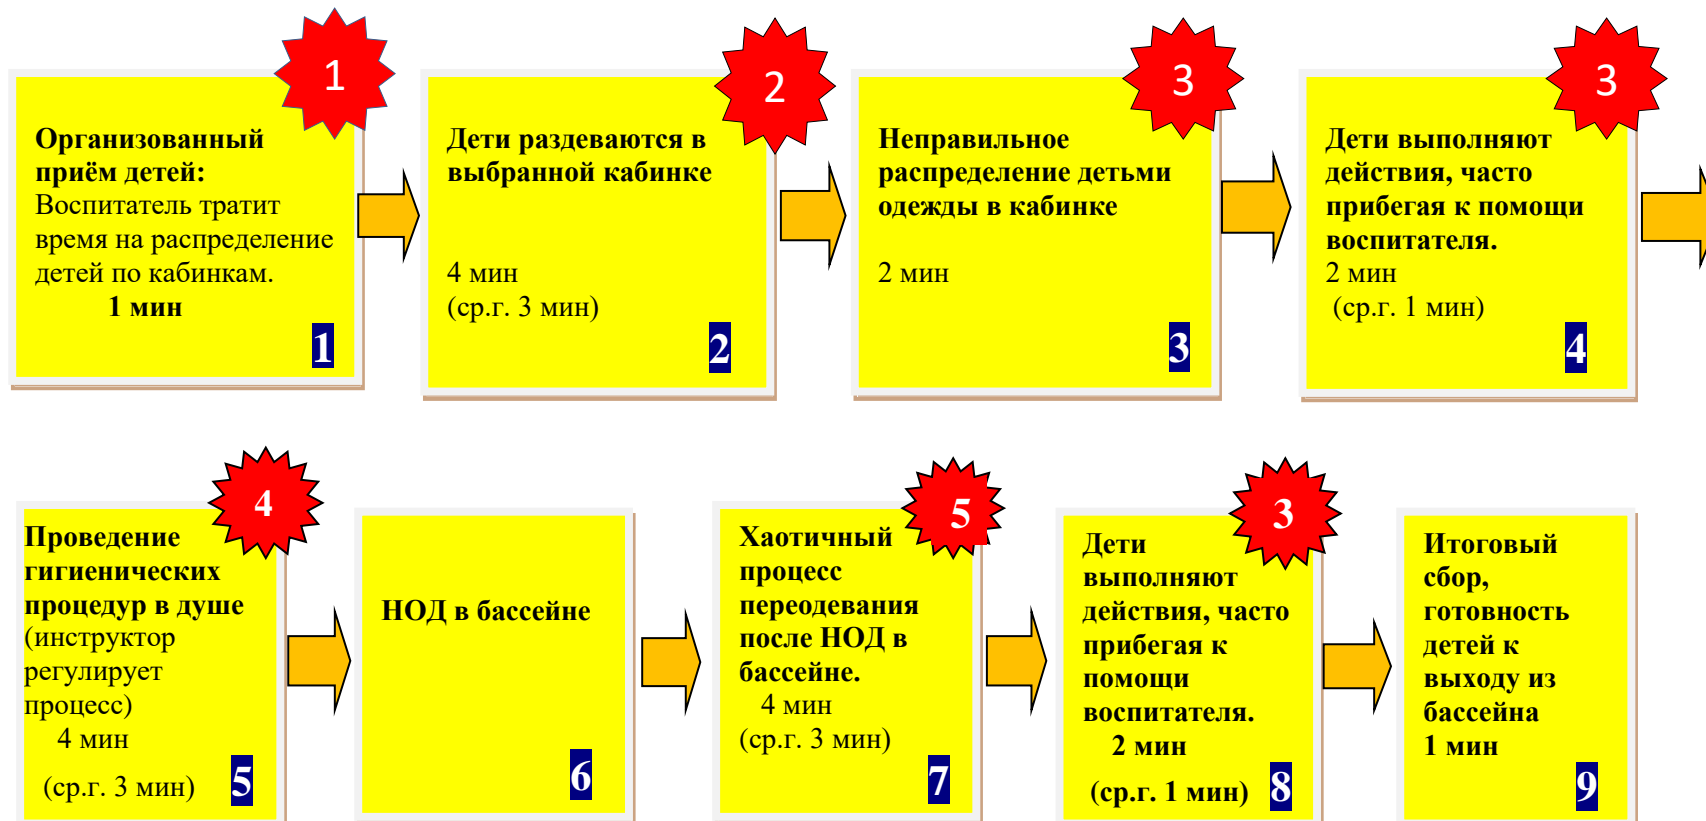 1
Организованный
приём детей:
Воспитатель тратит
время на распределение
детей по кабинкам.
1 мин
1
2
Дети раздеваются в
выбранной кабинке
4 мин
(ср.г. 3 мин)
2
3
Неправильное
распределение детьми
одежды в кабинке
2 мин
3
3
Дети выполняют
действия, часто
прибегая к помощи
воспитателя.
2 мин
(ср.г. 1 мин)
4
4
Проведение
гигиенических
процедур в душе
(инструктор
регулирует
процесс)
4 мин
(ср.г. 3 мин)
5
НОД в бассейне
6
5
Хаотичный
процесс
переодевания
после НОД в
бассейне.
4 мин
(ср.г. 3 мин)
7
3
Дети
выполняют
действия, часто
прибегая к
помощи
воспитателя.
2 мин
(ср.г. 1 мин)
8
Итоговый
сбор,
готовность
детей к
выходу из
бассейна
1 мин
9